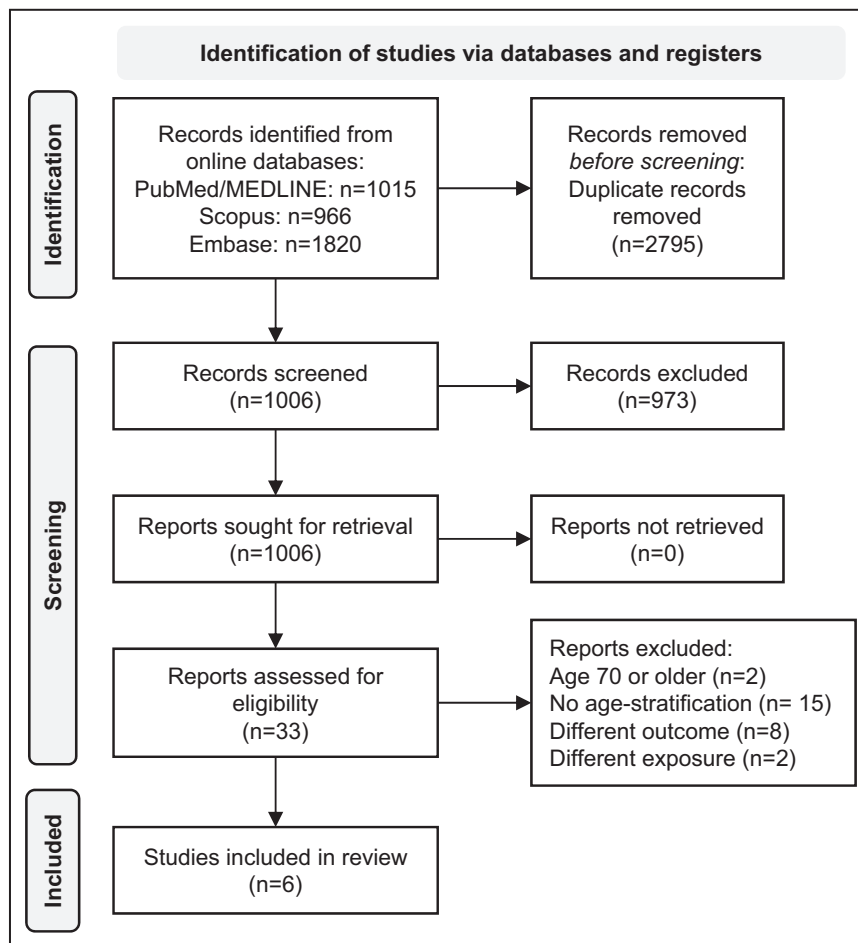 Identification of studies via databases and registers
Identification
Records identified from
online databases:
PubMed/MEDLINE: n=1015
Scopus: n=966
Embase: n=1820
Records removed
before screening:
Duplicate records
removed
(n=2795)
Screening
Records screened
(n=1006)
Records excluded
(n=973)
Reports sought for retrieval
(n=1006)
Reports not retrieved
(n=0)
Reports assessed for
eligibility
(n=33)
Reports excluded:
Age 70 or older (n=2)
No age-stratification (n= 15)
Different outcome (n=8)
Different exposure (n=2)
Included
Studies included in review
(n=6)